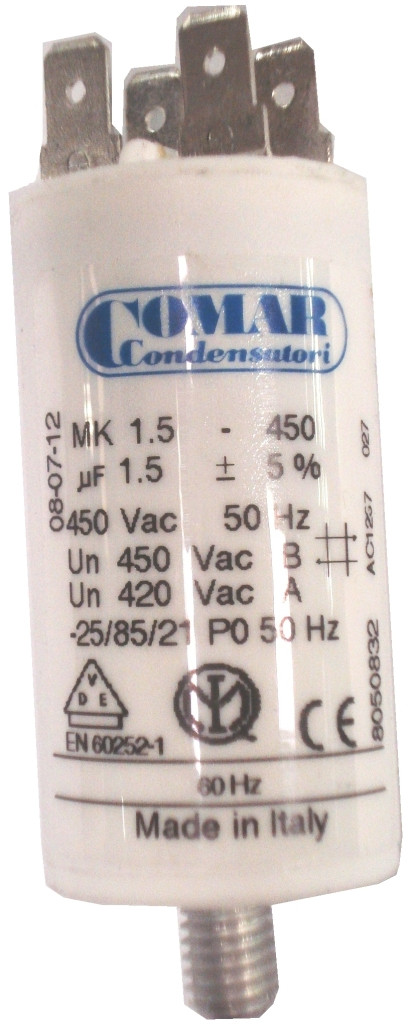 COMAR
Condensatori
MK 1.5 - 450
µF 1.5 ± 5 %
450 Vac 50 Hz
Un 450 Vac B
Un 420 Vac A
-25/85/21 P0 50 Hz
VDE
EN 60252-1
CE
60 Hz
Made in Italy
08-07-12
8050832 AC1267 027